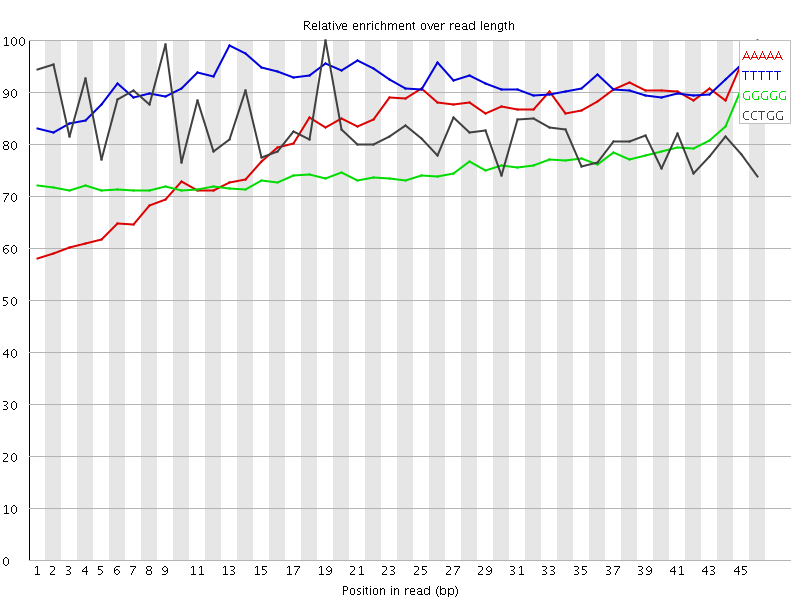 Relative enrichment over read length
100
90
80
70
60
50
40
30
20
10
0
AAAAA
TTTTT
GGGGG
CCTGG
1 2 3 4 5 6 7 8 9 11 13 15 17 19 21 23 25 27 29 31 33 35 37 39 41 43 45
Position in read (bp)